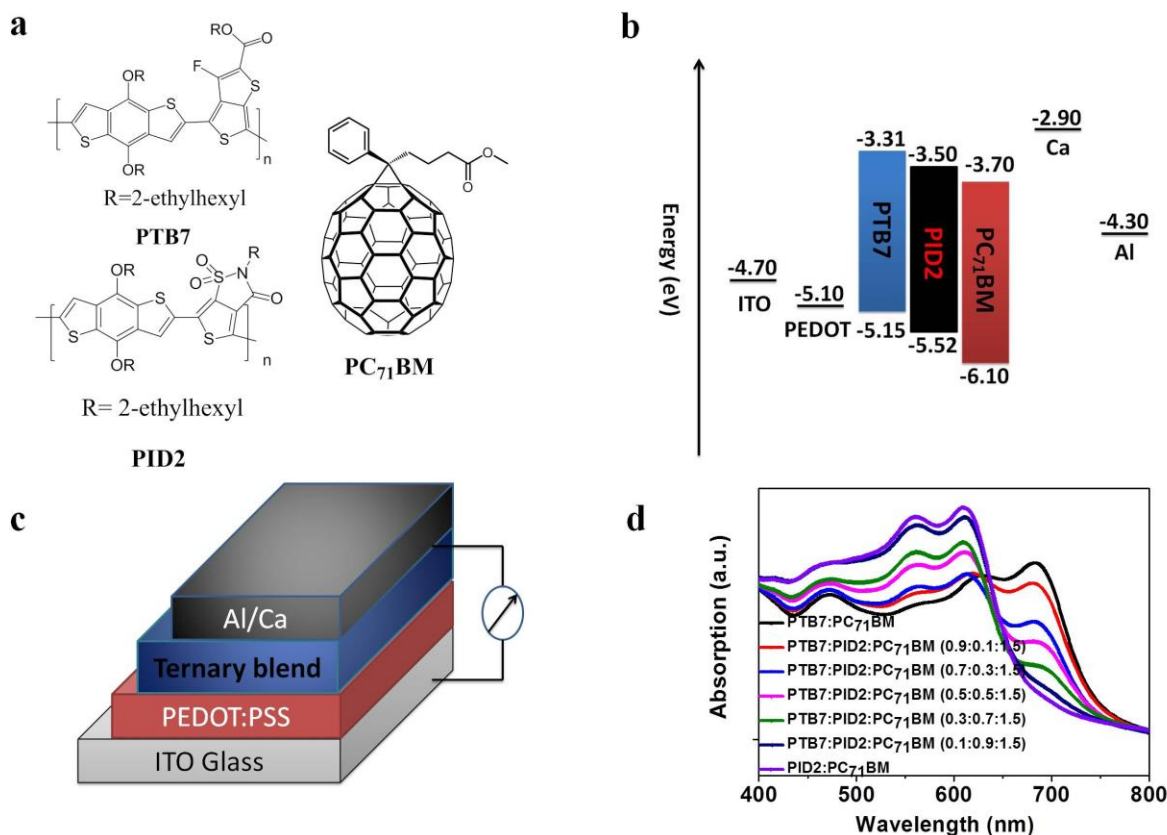 a
RO
O
F
OR
S
S
S
S
n
OR
R=2-ethylhexyl
PTB7
R
O
O
S
N
O
OR
S
S
S
n
OR
R= 2-ethylhexyl
PID2
O
O
PC71BM
b
Energy (eV)
-4.70
ITO
-5.10
PEDOT
-3.31
PTB7
-5.15
-3.50
PID2
-5.52
-3.70
PC71BM
-6.10
-2.90
Ca
-4.30
Al
c
Al/Ca
Ternary blend
PEDOT:PSS
ITO Glass
d
Absorption (a.u.)
PTB7:PC71BM
PTB7:PID2:PC71BM (0.9:0.1:1.5)
PTB7:PID2:PC71BM (0.7:0.3:1.5)
PTB7:PID2:PC71BM (0.5:0.5:1.5)
PTB7:PID2:PC71BM (0.3:0.7:1.5)
PTB7:PID2:PC71BM (0.1:0.9:1.5)
PID2:PC71BM
400 500 600 700 800
Wavelength (nm)